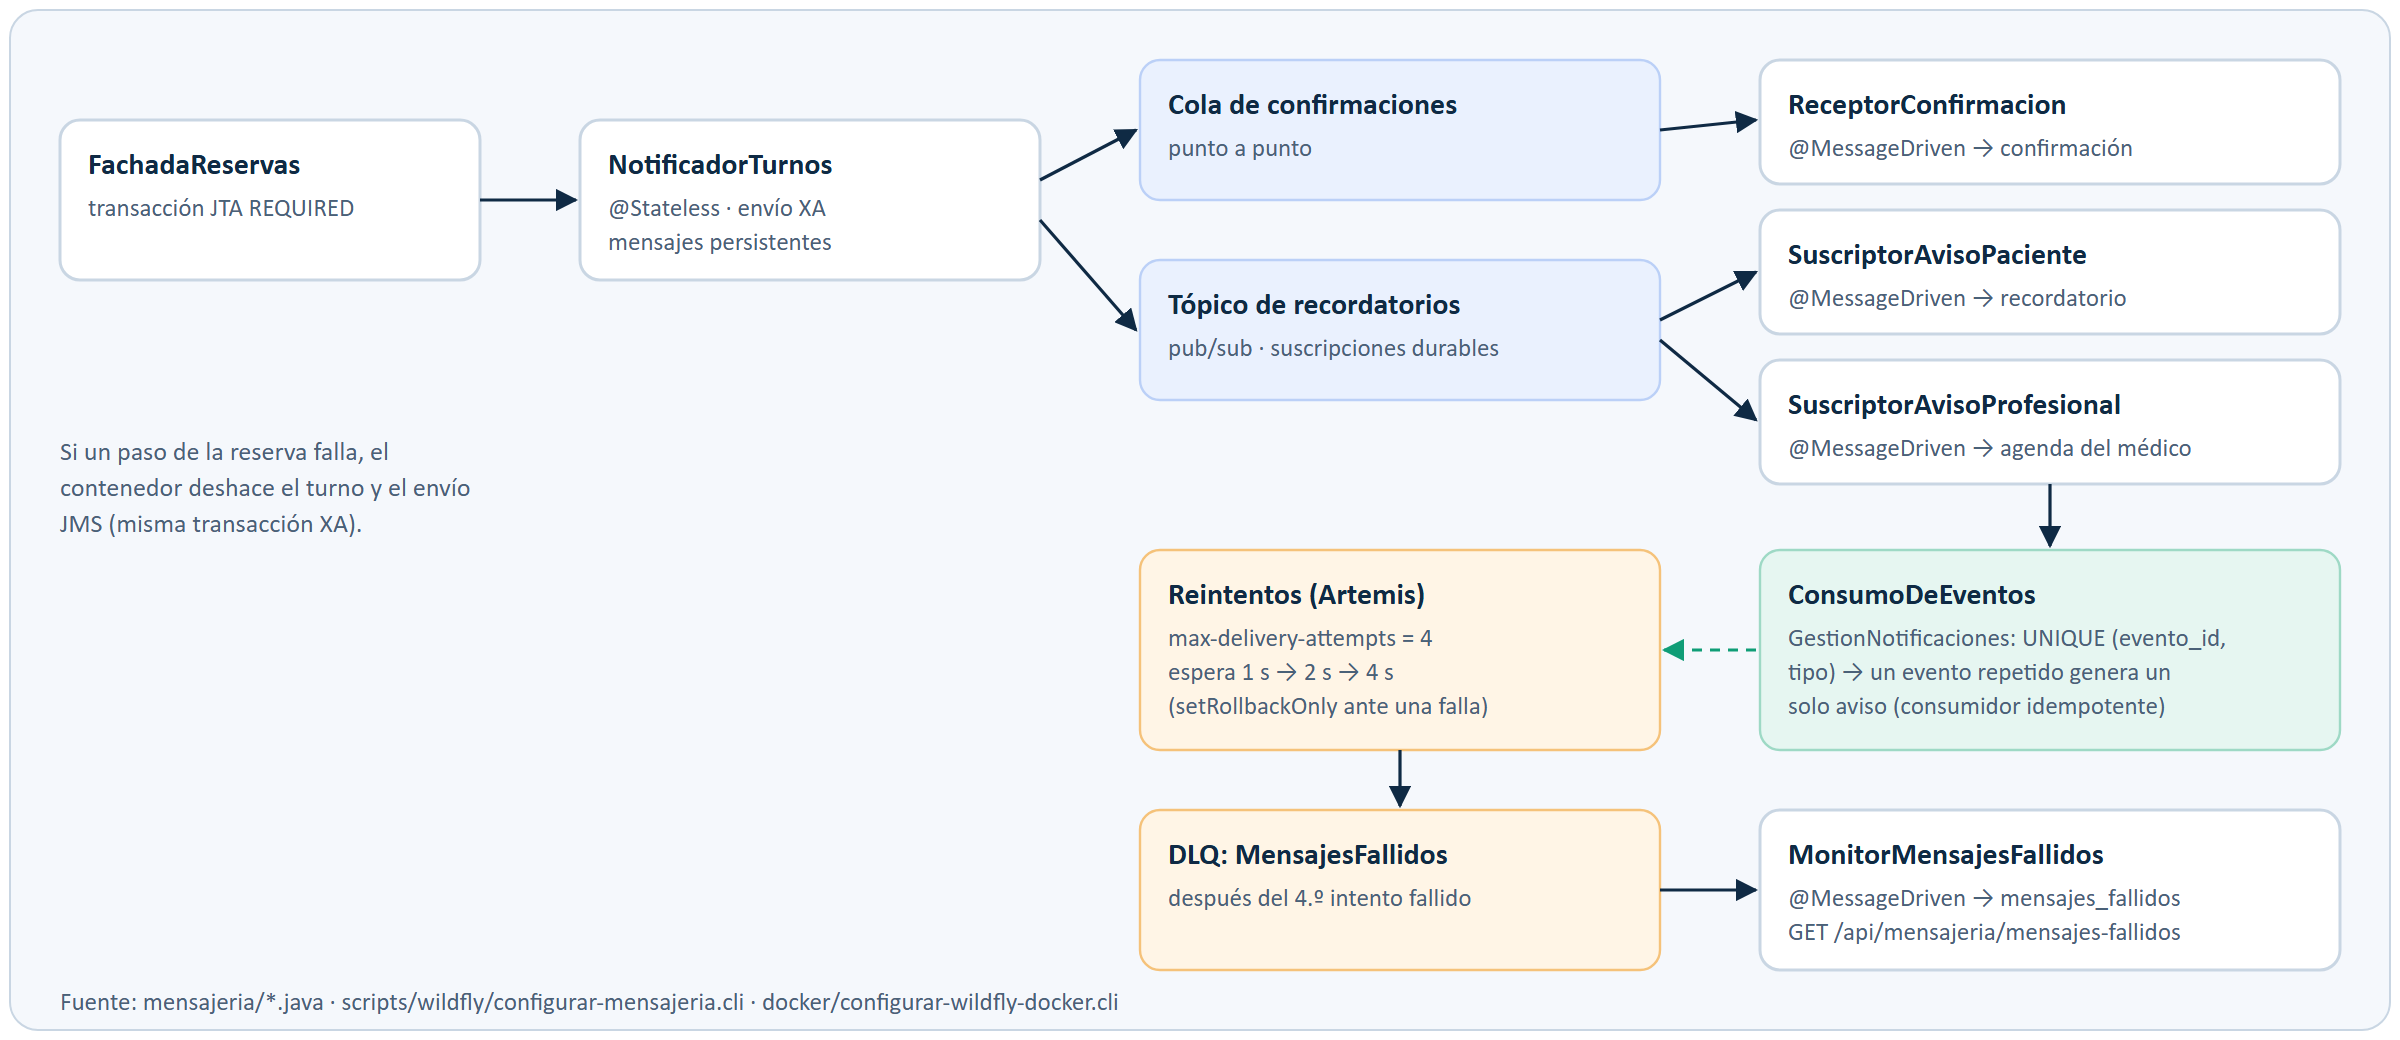 FachadaReservas
transacción JTA REQUIRED
NotificadorTurnos
@Stateless · envío XA
mensajes persistentes
Cola de confirmaciones
punto a punto
Tópico de recordatorios
pub/sub · suscripciones durables
ReceptorConfirmacion
@MessageDriven → confirmación
SuscriptorAvisoPaciente
@MessageDriven → recordatorio
SuscriptorAvisoProfesional
@MessageDriven → agenda del médico
Si un paso de la reserva falla, el
contenedor deshace el turno y el envío
JMS (misma transacción XA).
Reintentos (Artemis)
max-delivery-attempts = 4
espera 1 s → 2 s → 4 s
(setRollbackOnly ante una falla)
ConsumoDeEventos
GestionNotificaciones: UNIQUE (evento_id,
tipo) → un evento repetido genera un
solo aviso (consumidor idempotente)
DLQ: MensajesFallidos
después del 4.º intento fallido
MonitorMensajesFallidos
@MessageDriven → mensajes_fallidos
GET /api/mensajeria/mensajes-fallidos
Fuente: mensajeria/*.java · scripts/wildfly/configurar-mensajeria.cli · docker/configurar-wildfly-docker.cli